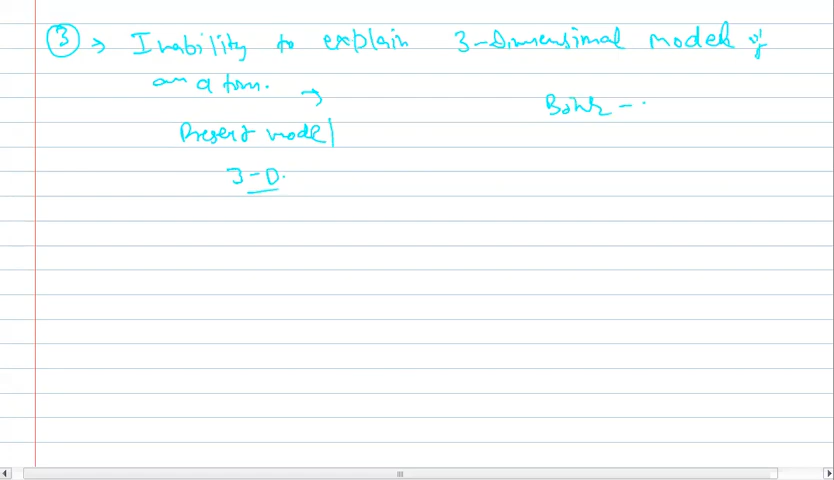 ③ → Inability to explain 3-Dimensional model of
an atom. →
Bohr -
Present model
3-D.